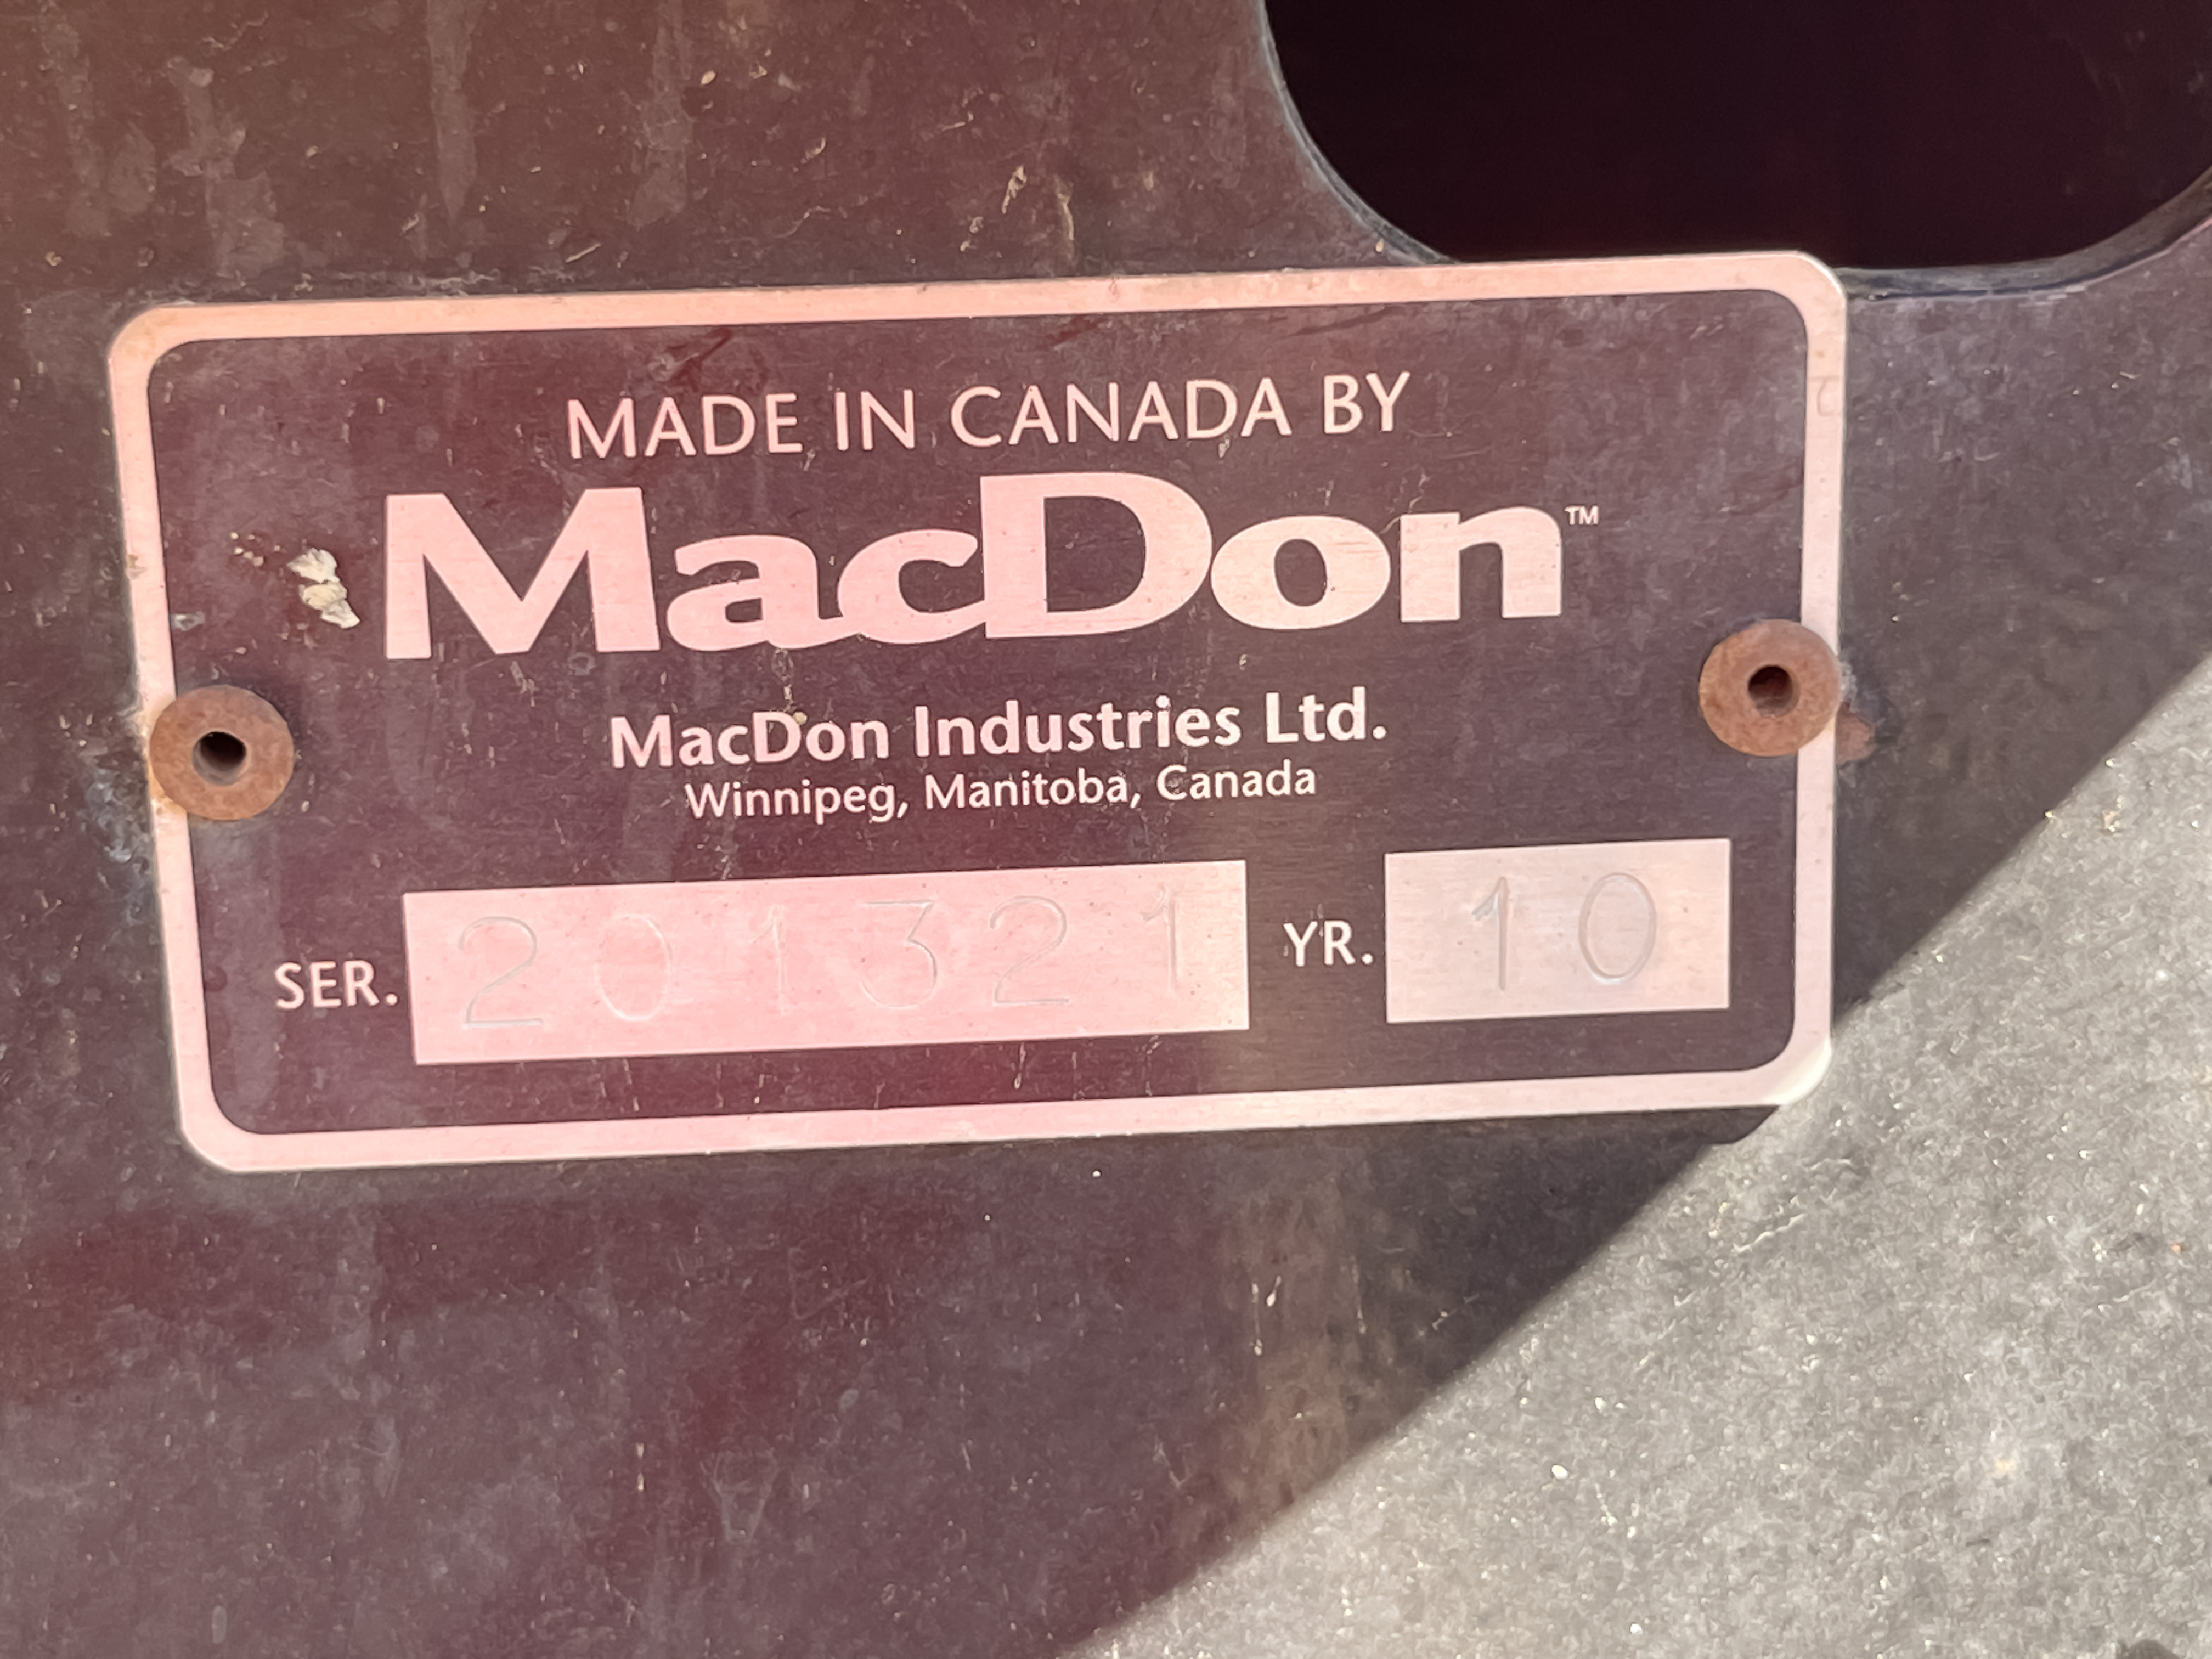 MADE IN CANADA BY
MacDon™
MacDon Industries Ltd.
Winnipeg, Manitoba, Canada
SER. 201321 YR. 10